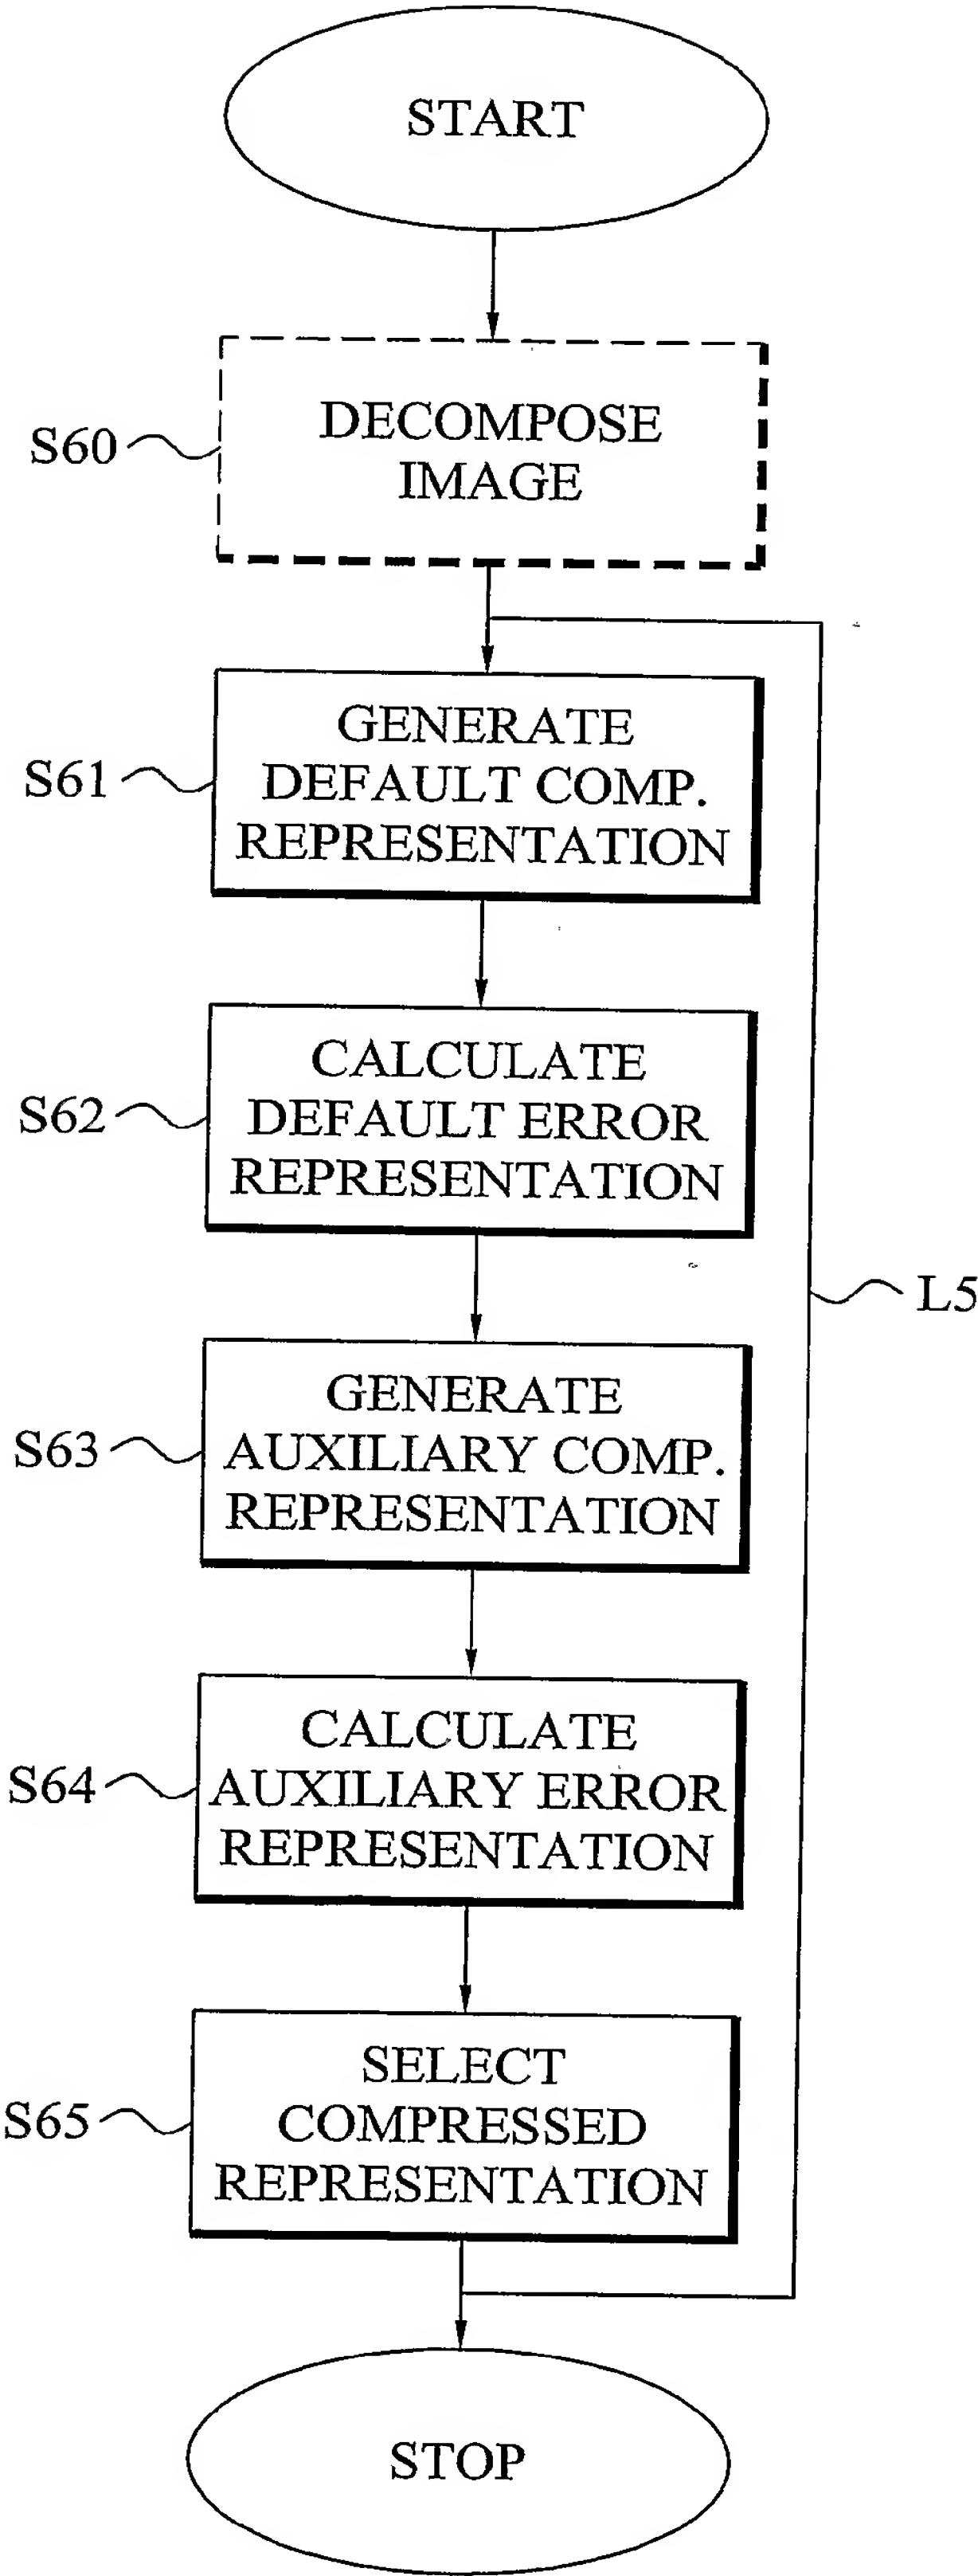 START
S60
DECOMPOSE
IMAGE
S61
GENERATE
DEFAULT COMP.
REPRESENTATION
S62
CALCULATE
DEFAULT ERROR
REPRESENTATION
L5
S63
GENERATE
AUXILIARY COMP.
REPRESENTATION
S64
CALCULATE
AUXILIARY ERROR
REPRESENTATION
S65
SELECT
COMPRESSED
REPRESENTATION
STOP